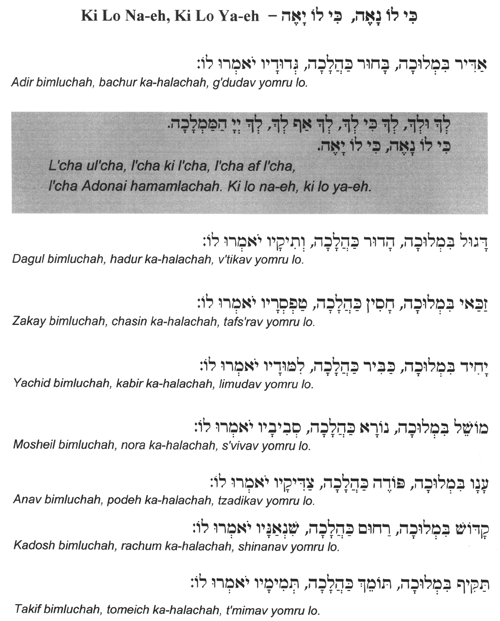 Ki Lo Na-eh, Ki Lo Ya-eh – כִּי לוֹ נָאֶה, כִּי לוֹ יָאֶה
אַדִּיר בִּמְלוּכָה, בָּחוּר כַּהֲלָכָה, גְּדוּדָיו יֹאמְרוּ לוֹ:
Adir bimluchah, bachur ka-halachah, g'dudav yomru lo.
לְךָ וּלְךָ, לְךָ כִּי לְךָ, לְךָ אַף לְךָ, לְךָ יְיָ הַמַּמְלָכָה.
כִּי לוֹ נָאֶה, כִּי לוֹ יָאֶה.
L'cha ul'cha, l'cha ki l'cha, l'cha af l'cha,
l'cha Adonai hamamlachah. Ki lo na-eh, ki lo ya-eh.
דָּגוּל בִּמְלוּכָה, הָדוּר כַּהֲלָכָה, וְתִיקָיו יֹאמְרוּ לוֹ:
Dagul bimluchah, hadur ka-halachah, v'tikav yomru lo.
זַכַּאי בִּמְלוּכָה, חָסִין כַּהֲלָכָה, טַפְסְרָיו יֹאמְרוּ לוֹ:
Zakay bimluchah, chasin ka-halachah, tafs'rav yomru lo.
יָחִיד בִּמְלוּכָה, כַּבִּיר כַּהֲלָכָה, לִמּוּדָיו יֹאמְרוּ לוֹ:
Yachid bimluchah, kabir ka-halachah, limudav yomru lo.
מוֹשֵׁל בִּמְלוּכָה, נוֹרָא כַּהֲלָכָה, סְבִיבָיו יֹאמְרוּ לוֹ:
Mosheil bimluchah, nora ka-halachah, s'vivav yomru lo.
עָנָו בִּמְלוּכָה, פּוֹדֶה כַּהֲלָכָה, צַדִּיקָיו יֹאמְרוּ לוֹ:
Anav bimluchah, podeh ka-halachah, tzadikav yomru lo.
קָדוֹשׁ בִּמְלוּכָה, רַחוּם כַּהֲלָכָה, שִׁנְאַנָּיו יֹאמְרוּ לוֹ:
Kadosh bimluchah, rachum ka-halachah, shinanav yomru lo.
תַּקִּיף בִּמְלוּכָה, תּוֹמֵךְ כַּהֲלָכָה, תְּמִימָיו יֹאמְרוּ לוֹ:
Takif bimluchah, tomeich ka-halachah, t'mimav yomru lo.